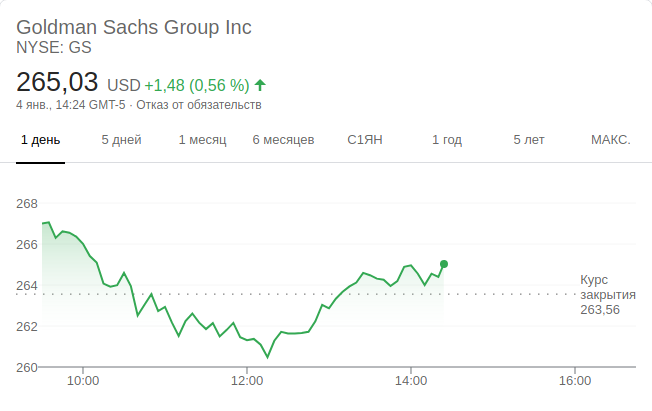 Goldman Sachs Group Inc
NYSE: GS
265,03 USD +1,48 (0,56 %)
4 янв., 14:24 GMT-5 · Отказ от обязательств
1 день 5 дней 1 месяц 6 месяцев С1ЯН 1 год 5 лет МАКС.
268
266
264
262
260
Курс
закрытия
263,56
10:00 12:00 14:00 16:00